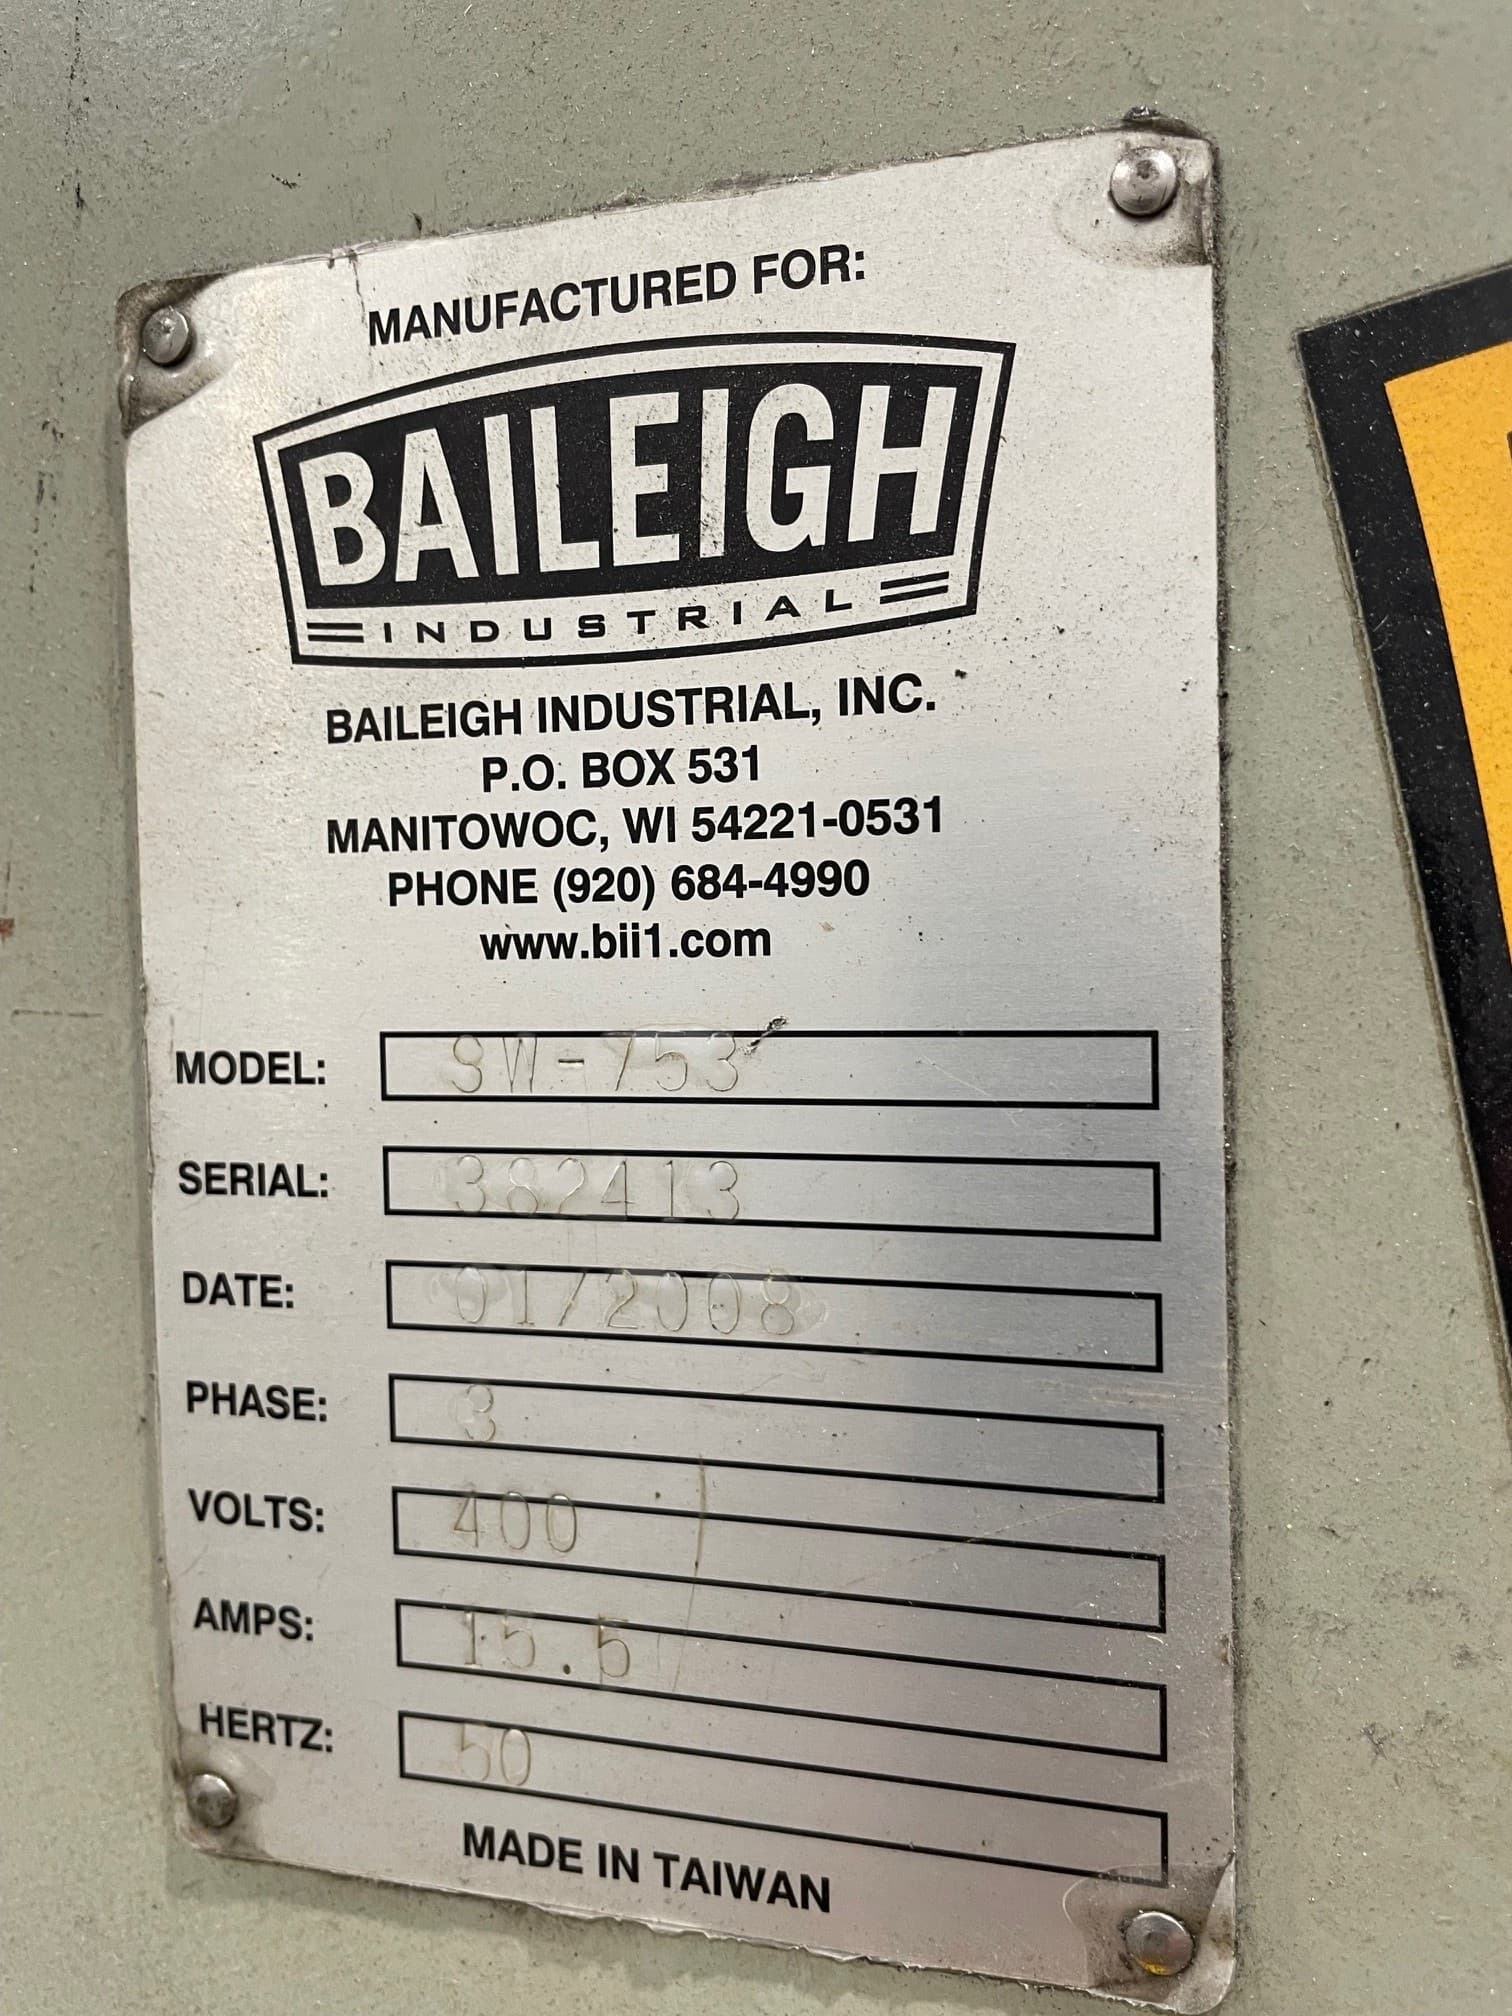 MANUFACTURED FOR:
BAILEIGH
INDUSTRIAL
BAILEIGH INDUSTRIAL, INC.
P.O. BOX 531
MANITOWOC, WI 54221-0531
PHONE (920) 684-4990
www.bii1.com
MODEL: SW-753
SERIAL: 382413
DATE: 01/2008
PHASE: 3
VOLTS: 400
AMPS: 15.5
HERTZ: 50
MADE IN TAIWAN